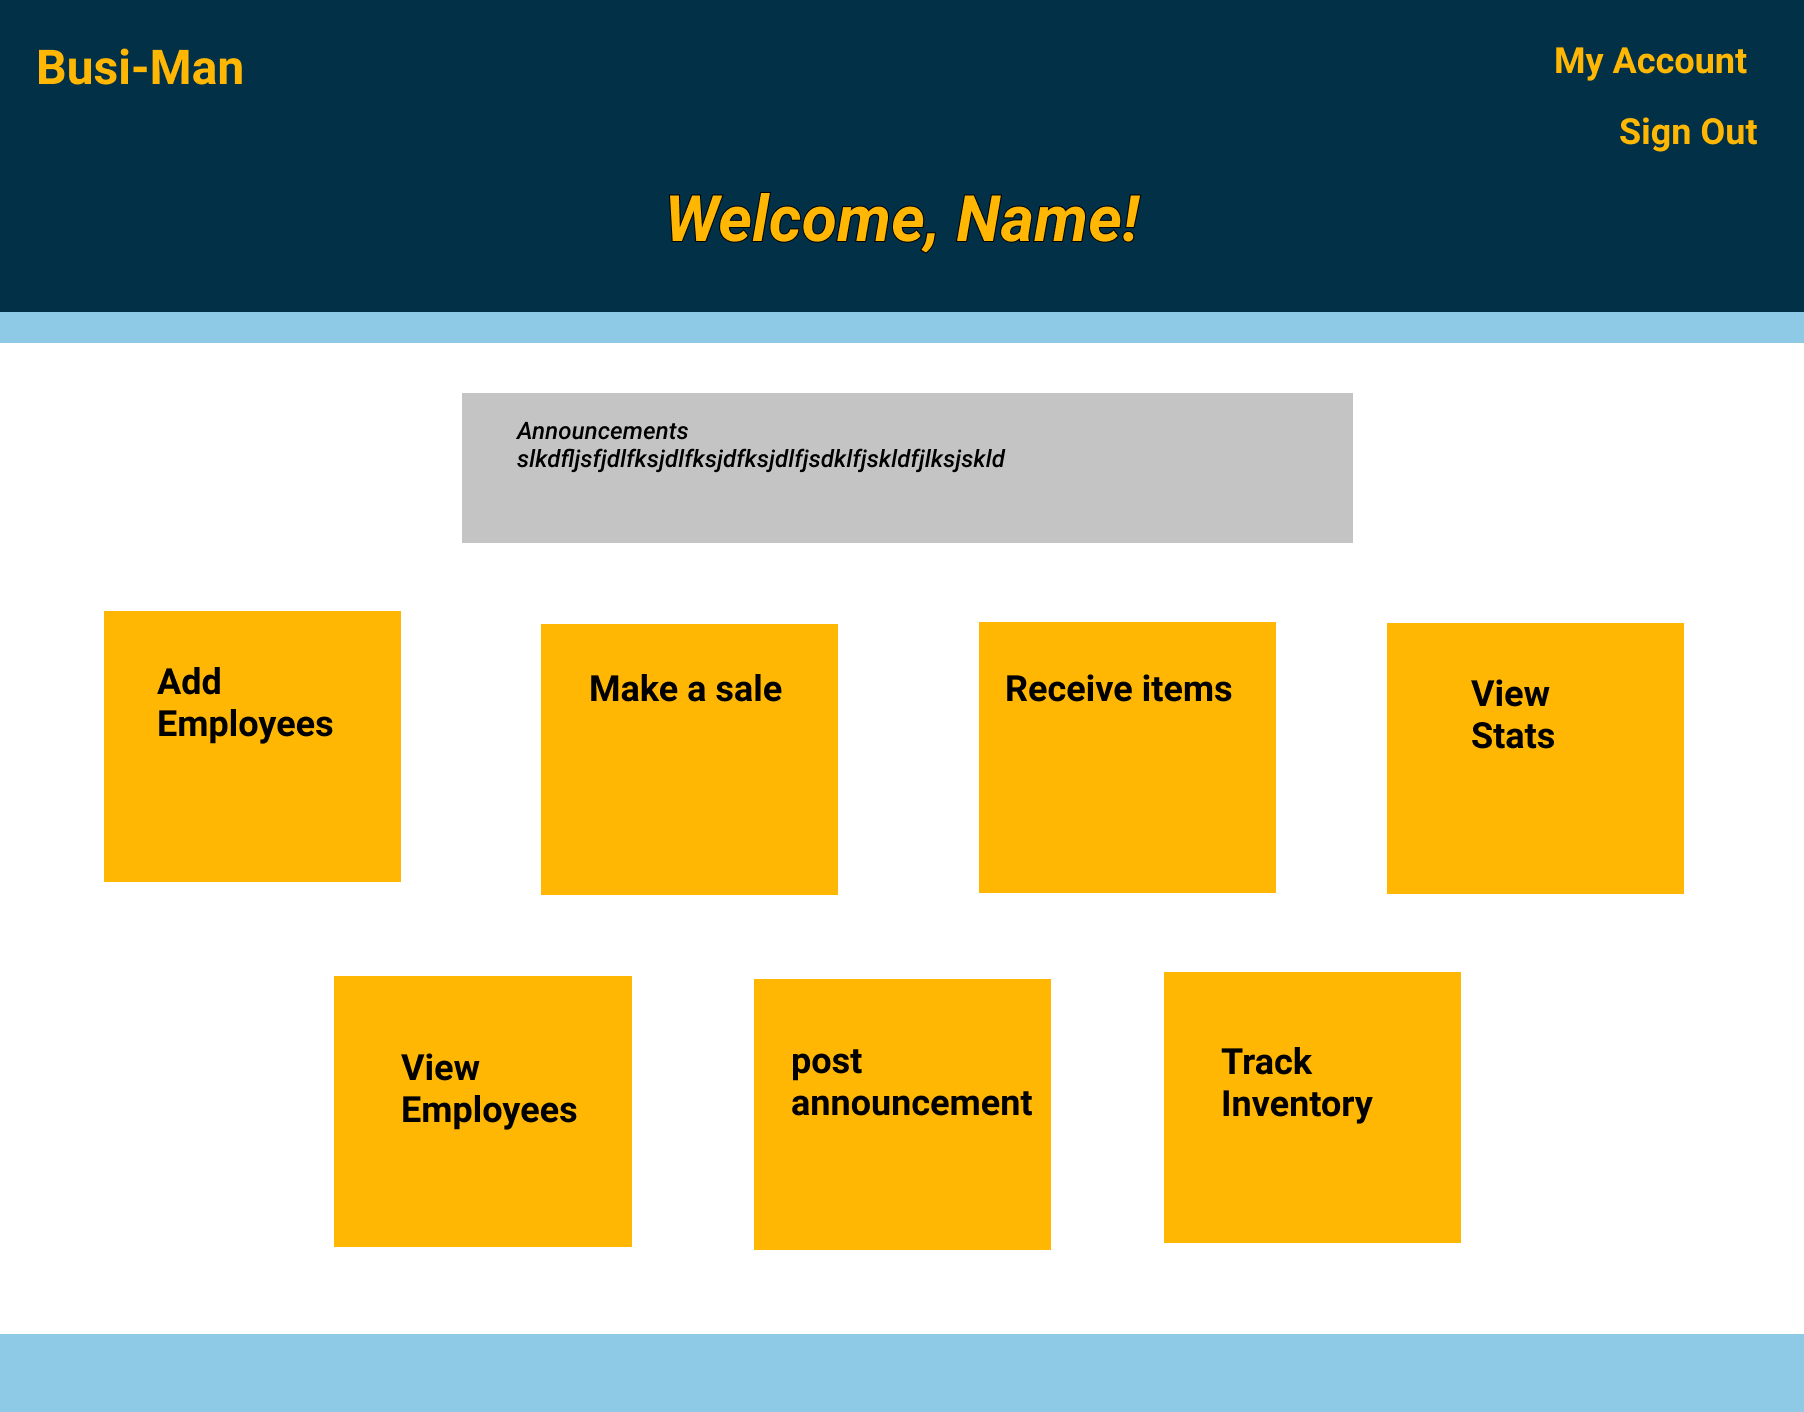 Busi-Man
My Account
Sign Out
Welcome, Name!
Announcements
slkdfljsfjdlfksjdlfksjdfksjdlfjsdklfjskldfjlksjskld
Add
Employees
Make a sale
Receive items
View
Stats
View
Employees
post
announcement
Track
Inventory